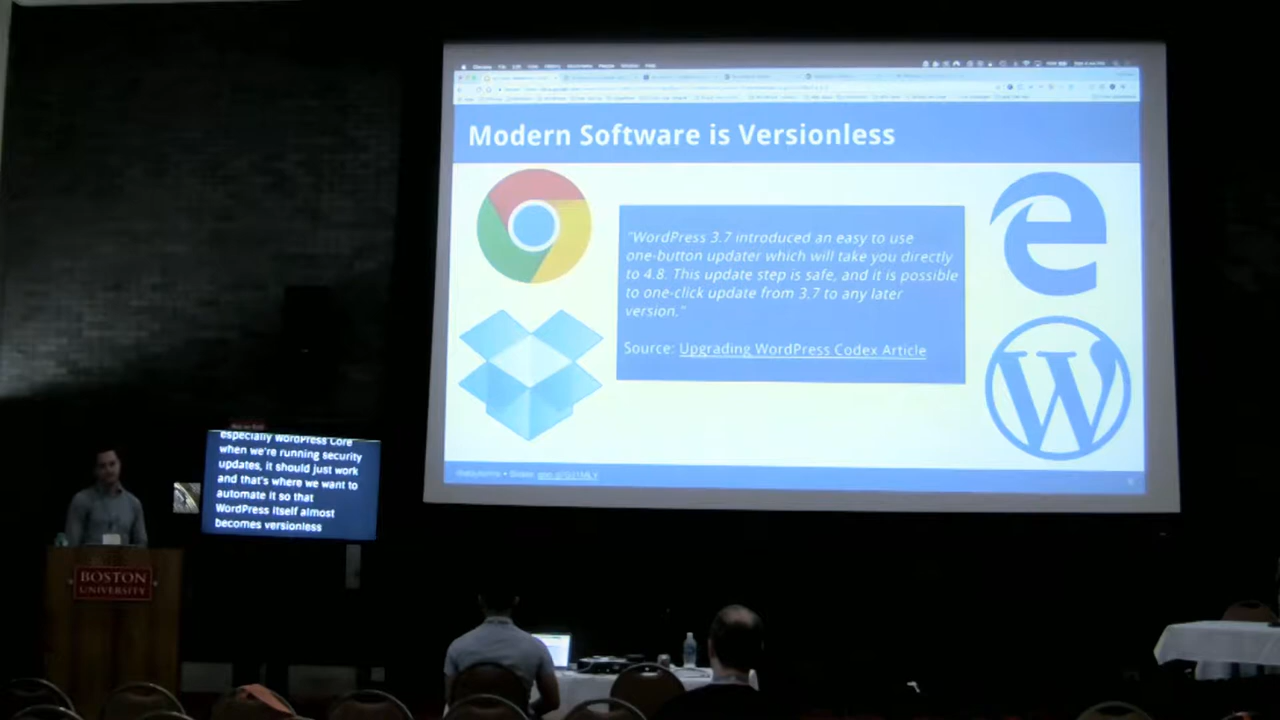 Modern Software is Versionless
"WordPress 3.7 introduced an easy to use
one-button updater which will take you directly
to 4.8. This update step is safe, and it is possible
to one-click update from 3.7 to any later
version."
Source: Upgrading WordPress Codex Article
especially WordPress Core
when we're running security
updates, it should just work
and that's where we want to
automate it so that
WordPress itself almost
becomes versionless
BOSTON
UNIVERSITY